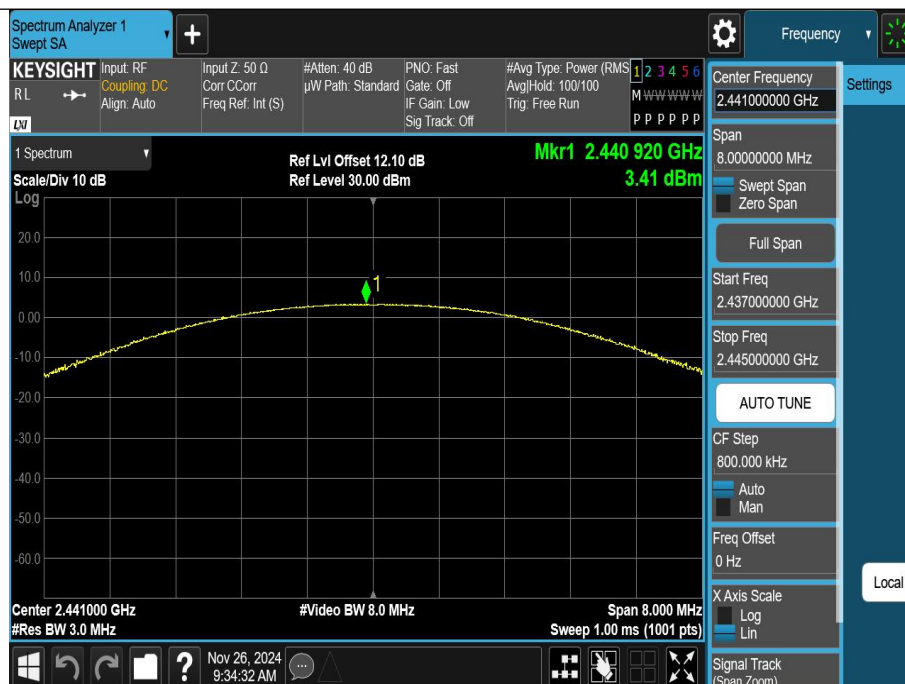 Spectrum Analyzer 1
Swept SA
Frequency
KEYSIGHT
R L
LXI
Input: RF
Coupling: DC
Align: Auto
Input Z: 50 Ω
Corr CCorr
Freq Ref: Int (S)
#Atten: 40 dB
µW Path: Standard
PNO: Fast
Gate: Off
IF Gain: Low
Sig Track: Off
#Avg Type: Power (RMS
Avg|Hold: 100/100
Trig: Free Run
1 2 3 4 5 6
M W W W W W
P P P P P P
1 Spectrum
Scale/Div 10 dB
Log
Ref Lvl Offset 12.10 dB
Ref Level 30.00 dBm
Mkr1 2.440 920 GHz
3.41 dBm
20.0
10.0
0.00
-10.0
-20.0
-30.0
-40.0
-50.0
-60.0
1
Center 2.441000 GHz
#Res BW 3.0 MHz
#Video BW 8.0 MHz
Span 8.000 MHz
Sweep 1.00 ms (1001 pts)
Nov 26, 2024
9:34:32 AM
Center Frequency
2.441000000 GHz
Span
8.00000000 MHz
Swept Span
Zero Span
Full Span
Start Freq
2.437000000 GHz
Stop Freq
2.445000000 GHz
AUTO TUNE
CF Step
800.000 kHz
Auto
Man
Freq Offset
0 Hz
X Axis Scale
Log
Lin
Signal Track
(Span Zoom)
Settings
Local